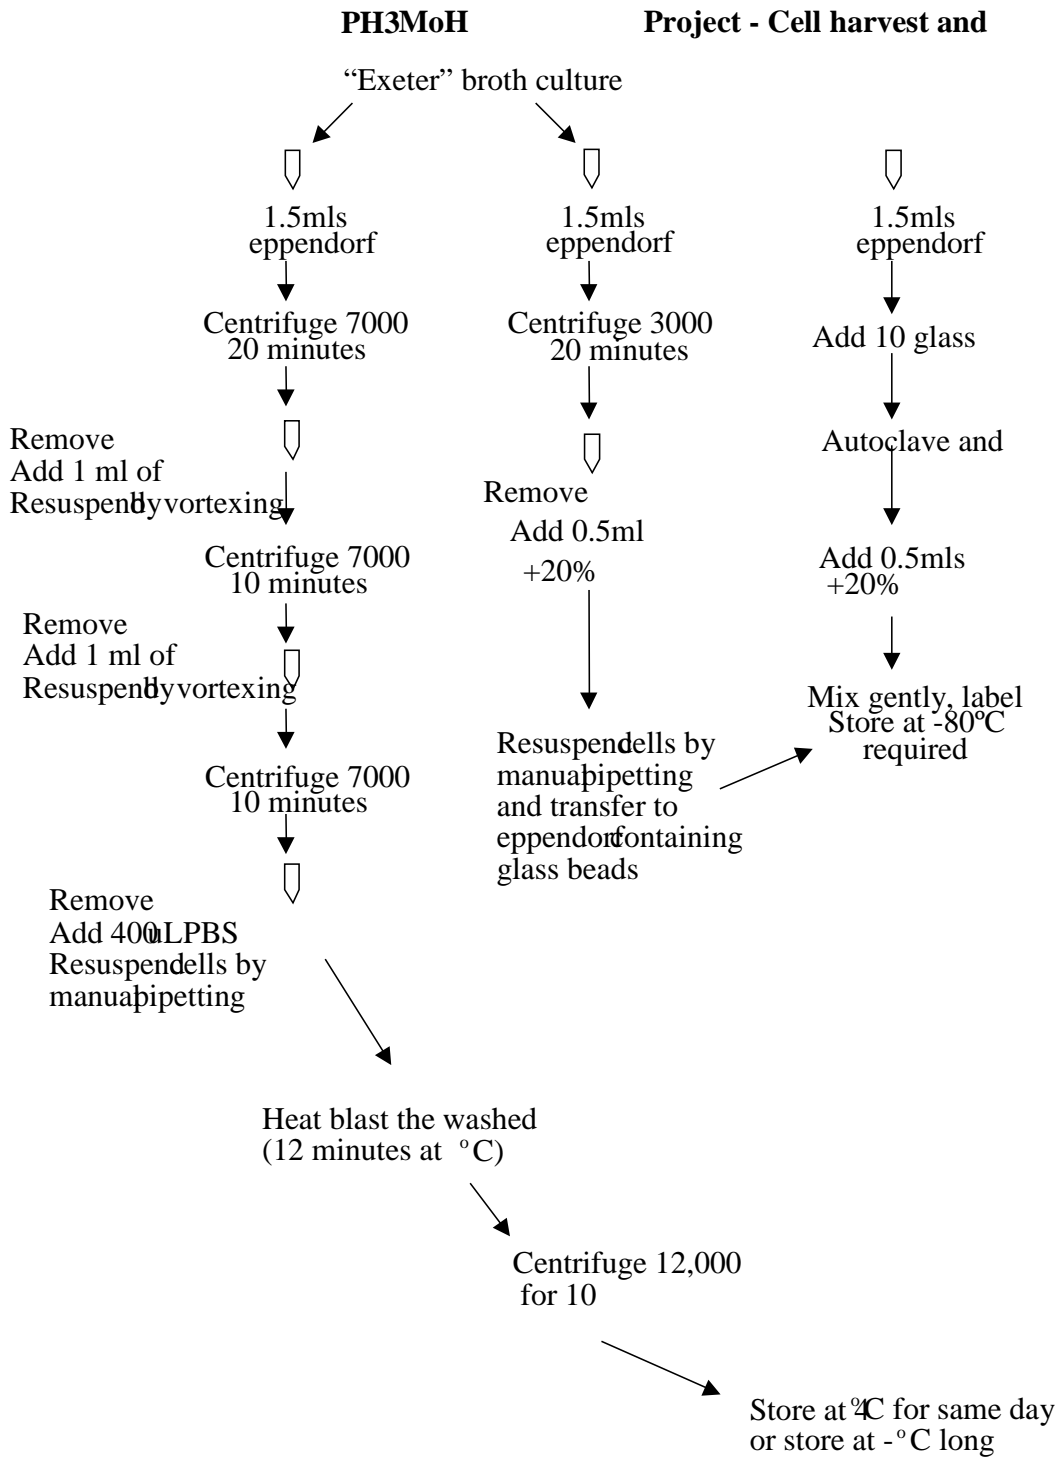 PH3MoH Project - Cell harvest and
“Exeter” broth culture
1.5mls
eppendorf
Centrifuge 7000
20 minutes
Remove
Add 1 ml of
Resuspend by vortexing
Centrifuge 7000
10 minutes
Remove
Add 1 ml of
Resuspend by vortexing
Centrifuge 7000
10 minutes
Remove
Add 400uL PBS
Resuspend cells by
manual pipetting
1.5mls
eppendorf
Centrifuge 3000
20 minutes
Remove
Add 0.5ml
+20%
Resuspend cells by
manual pipetting
and transfer to
eppendorf containing
glass beads
1.5mls
eppendorf
Add 10 glass
Autoclave and
Add 0.5mls
+20%
Mix gently, label
Store at -80ºC
required
Heat blast the washed
(12 minutes at ºC)
Centrifuge 12,000
for 10
Store at 4ºC for same day
or store at -ºC long